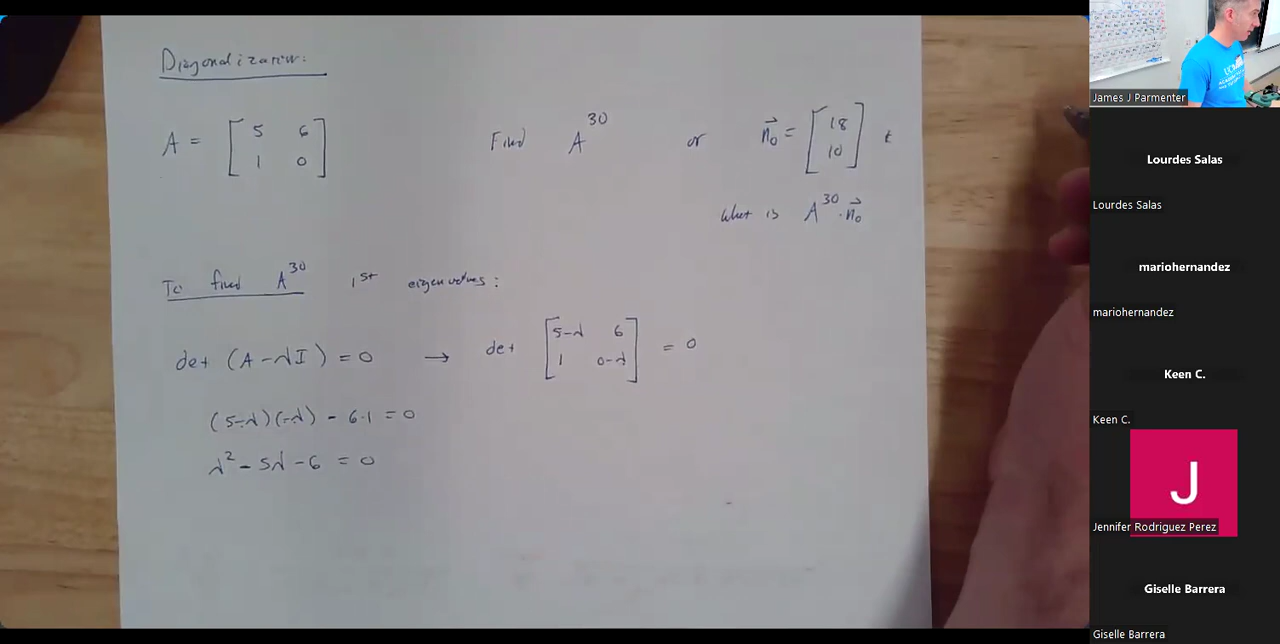 Diagonalization:
A = [5 6; 1 0]   Find A^30   or   n⃗₀ = [18; 10] t
What is A^30 · n⃗₀
To find A^30   1st eigenvalues:
det (A-λI) = 0 → det [5-λ 6; 1 0-λ] = 0
(5-λ)(-λ) - 6·1 = 0
λ² - 5λ - 6 = 0
James J Parmenter
Lourdes Salas
Lourdes Salas
mariohernandez
mariohernandez
Keen C.
Keen C.
J
Jennifer Rodriguez Perez
Giselle Barrera
Giselle Barrera